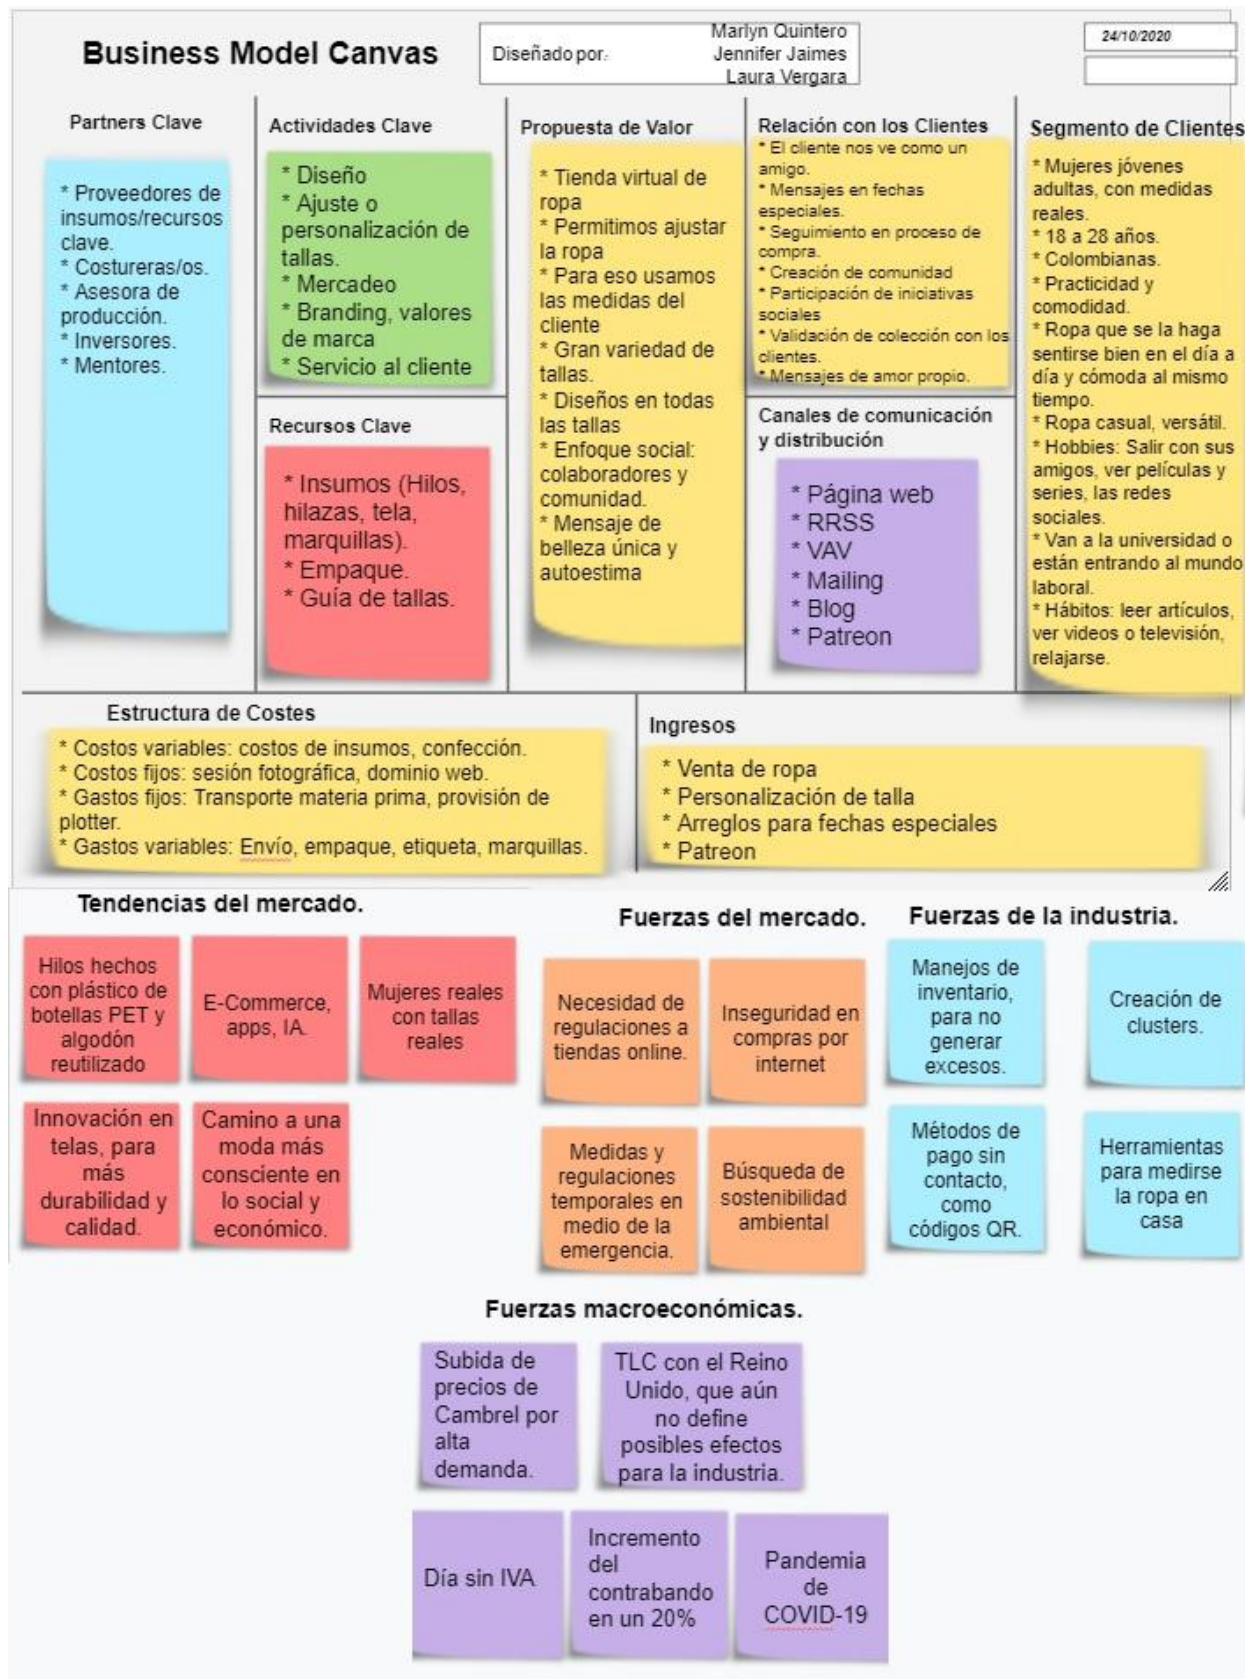 Business Model Canvas
Diseñado por:
Marlyn Quintero
Jennifer Jaimes
Laura Vergara
24/10/2020
Partners Clave
* Proveedores de
insumos/recursos
clave.
* Costureras/os.
* Asesora de
producción.
* Inversores.
* Mentores.
Actividades Clave
* Diseño
* Ajuste o
personalización de
tallas.
* Mercadeo
* Branding, valores
de marca
* Servicio al cliente
Recursos Clave
* Insumos (Hilos,
hilazas, tela,
marquillas).
* Empaque.
* Guía de tallas.
Propuesta de Valor
* Tienda virtual de
ropa
* Permitimos ajustar
la ropa
* Para eso usamos
las medidas del
cliente
* Gran variedad de
tallas.
* Diseños en todas
las tallas
* Enfoque social:
colaboradores y
comunidad.
* Mensaje de
belleza única y
autoestima
Relación con los Clientes
* El cliente nos ve como un
amigo.
* Mensajes en fechas
especiales.
* Seguimiento en proceso de
compra.
* Creación de comunidad
* Participación de iniciativas
sociales
* Validación de colección con los
clientes.
* Mensajes de amor propio.
Canales de comunicación
y distribución
* Página web
* RRSS
* VAV
* Mailing
* Blog
* Patreon
Segmento de Clientes
* Mujeres jóvenes
adultas, con medidas
reales.
* 18 a 28 años.
* Colombianas.
* Practicidad y
comodidad.
* Ropa que se la haga
sentirse bien en el día a
día y cómoda al mismo
tiempo.
* Ropa casual, versátil.
* Hobbies: Salir con sus
amigos, ver películas y
series, las redes
sociales.
* Van a la universidad o
están entrando al mundo
laboral.
* Hábitos: leer artículos,
ver videos o televisión,
relajarse.
Estructura de Costes
* Costos variables: costos de insumos, confección.
* Costos fijos: sesión fotográfica, dominio web.
* Gastos fijos: Transporte materia prima, provisión de
plotter.
* Gastos variables: Envío, empaque, etiqueta, marquillas.
Ingresos
* Venta de ropa
* Personalización de talla
* Arreglos para fechas especiales
* Patreon
Tendencias del mercado.
Hilos hechos
con plástico de
botellas PET y
algodón
reutilizado
E-Commerce,
apps, IA.
Mujeres reales
con tallas
reales
Innovación en
telas, para
más
durabilidad y
calidad.
Camino a una
moda más
consciente en
lo social y
económico.
Fuerzas del mercado.
Necesidad de
regulaciones a
tiendas online.
Inseguridad en
compras por
internet
Medidas y
regulaciones
temporales en
medio de la
emergencia.
Búsqueda de
sostenibilidad
ambiental
Fuerzas de la industria.
Manejos de
inventario,
para no
generar
excesos.
Creación de
clusters.
Métodos de
pago sin
contacto,
como
códigos QR.
Herramientas
para medirse
la ropa en
casa
Fuerzas macroeconómicas.
Subida de
precios de
Cambrel por
alta
demanda.
TLC con el Reino
Unido, que aún
no define
posibles efectos
para la industria.
Día sin IVA
Incremento
del
contrabando
en un 20%
Pandemia
de
COVID-19